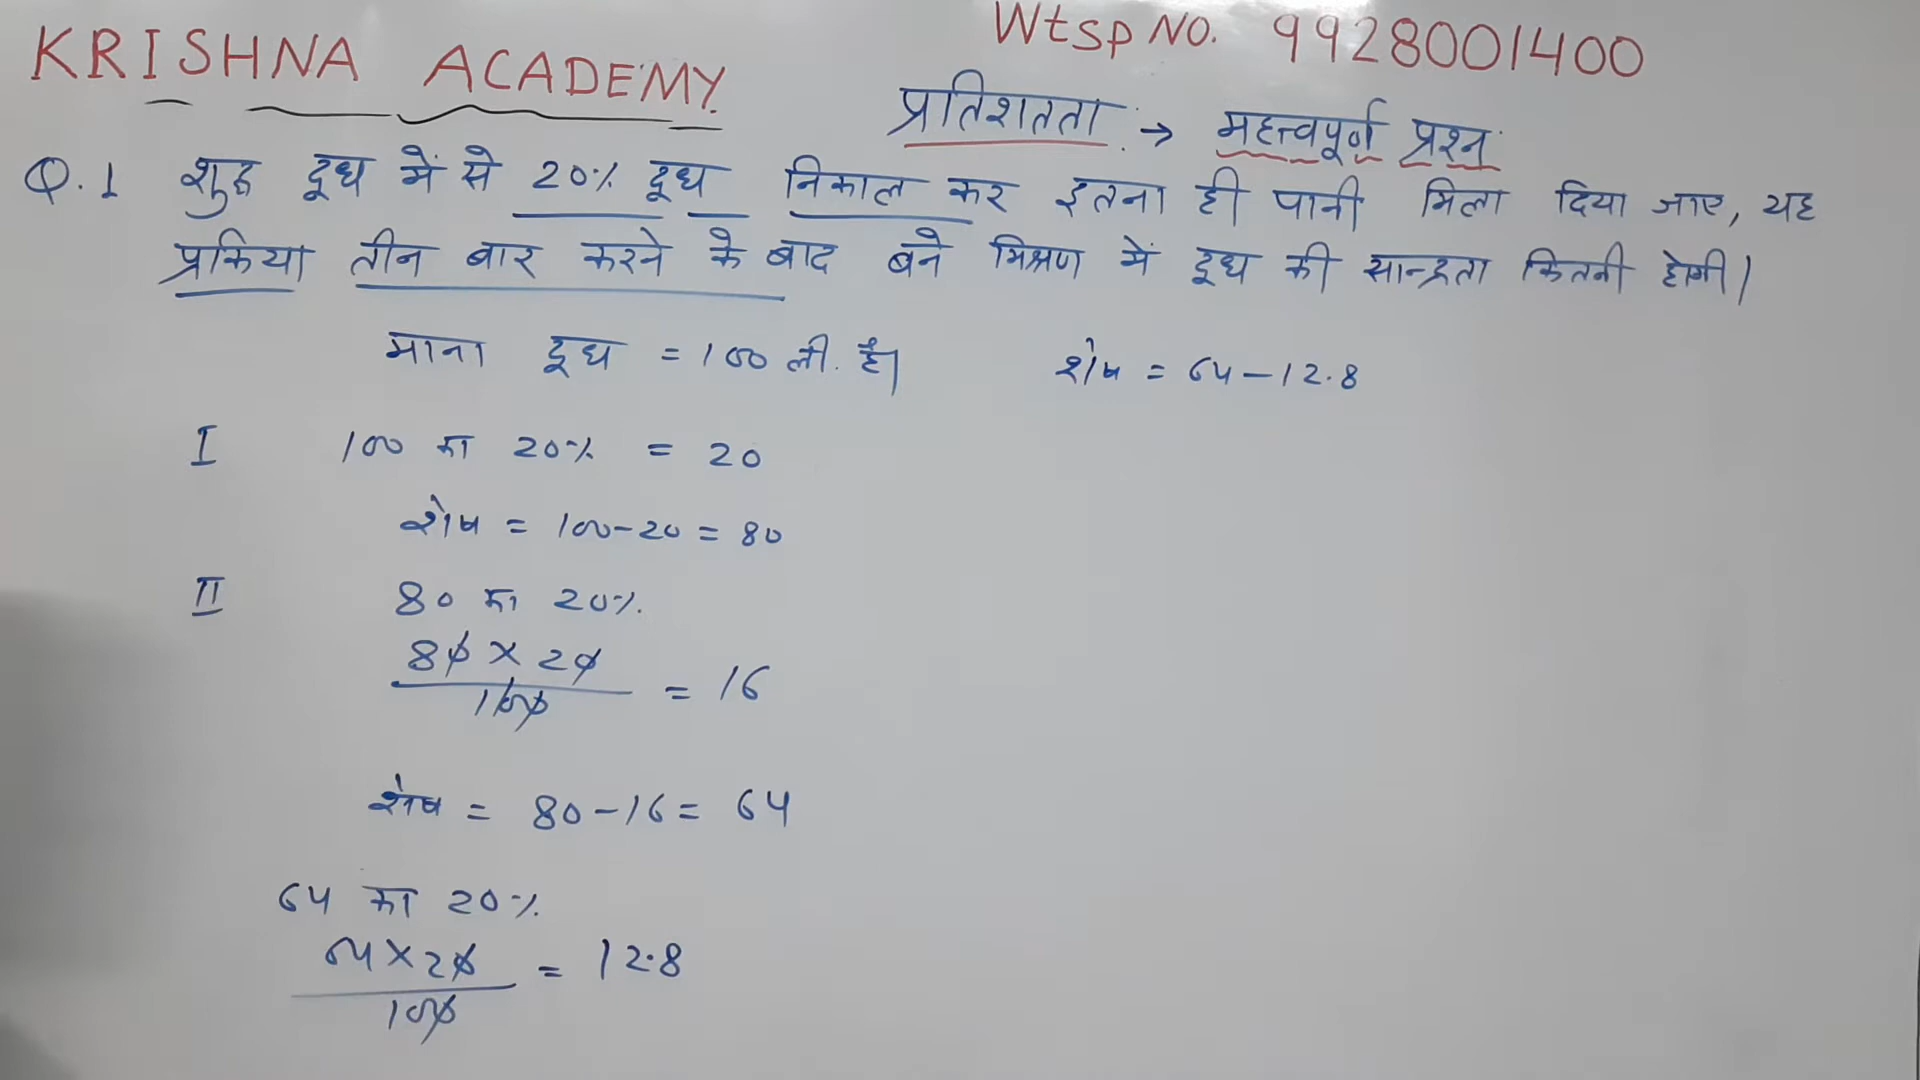 KRISHNA ACADEMY
Wtsp NO. 9928001400
प्रतिशतता → महत्त्वपूर्ण प्रश्न
Q.1 शुद्ध दूध में से 20% दूध निकाल कर इतना ही पानी मिला दिया जाए, यह
प्रक्रिया तीन बार करने के बाद बने मिश्रण में दूध की सान्द्रता कितनी होगी।
माना दूध = 100 ली. है।
I 100 का 20% = 20
शेष = 100-20 = 80
II 80 का 20%.
80 × 20
100
= 16
शेष = 80-16 = 64
64 का 20%.
64 × 20
100
= 12.8
शेष = 64-12.8